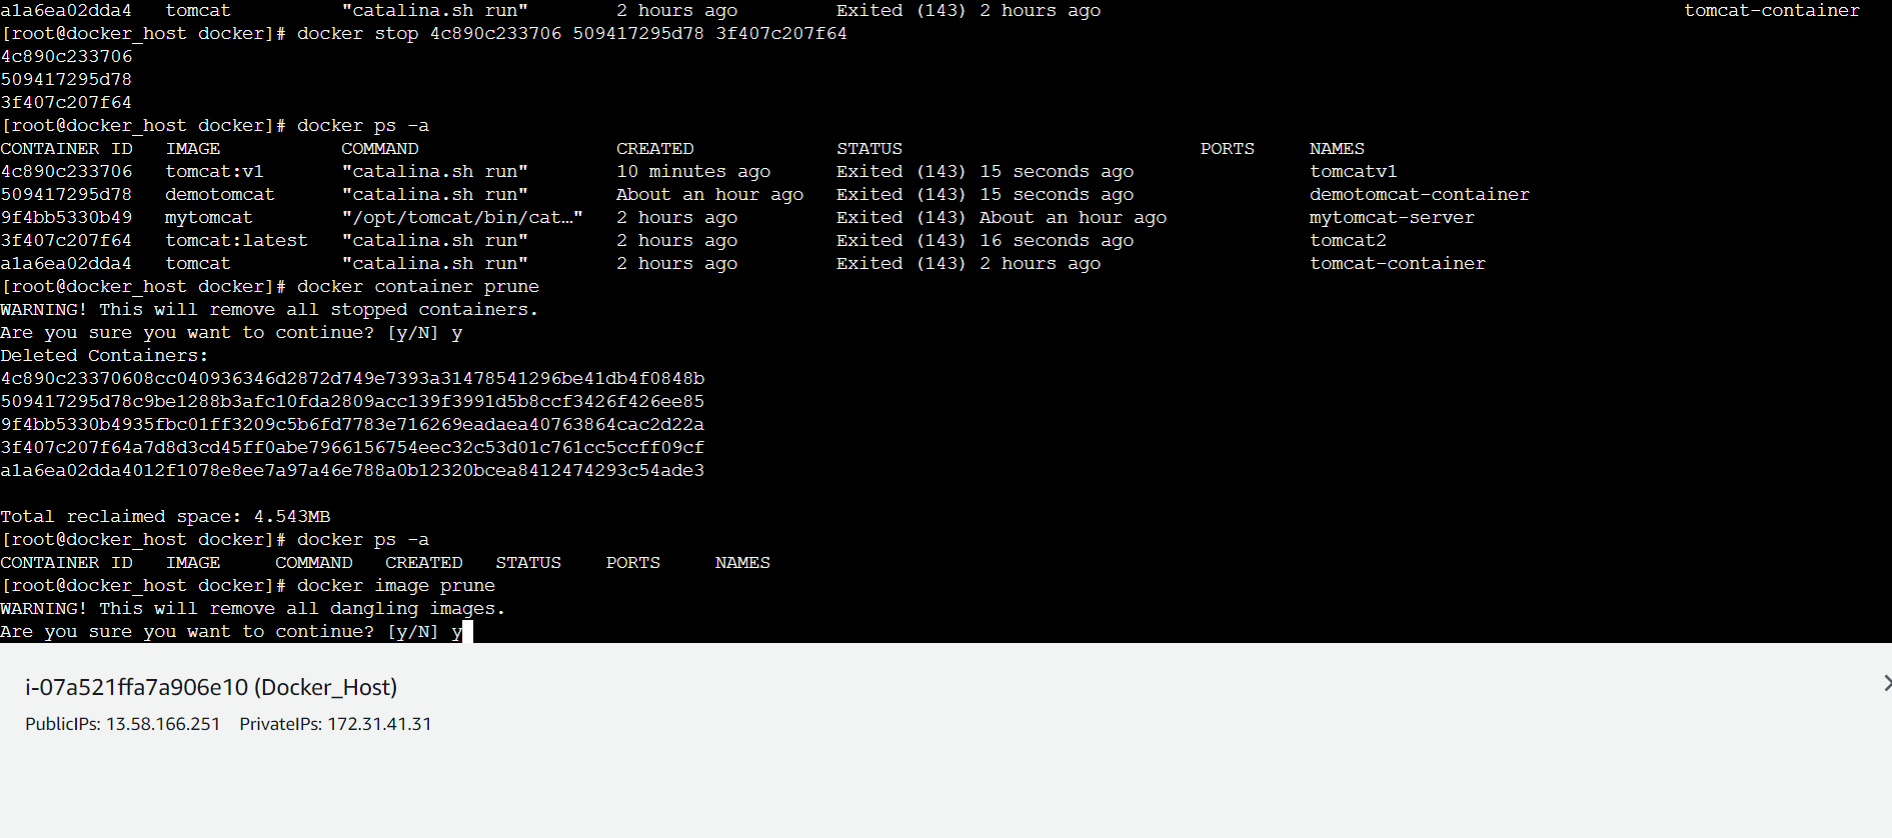 a1a6ea02dda4   tomcat          "catalina.sh run"        2 hours ago         Exited (143) 2 hours ago          tomcat-container
[root@docker_host docker]# docker stop 4c890c233706 509417295d78 3f407c207f64
4c890c233706
509417295d78
3f407c207f64
[root@docker_host docker]# docker ps -a
CONTAINER ID   IMAGE           COMMAND                  CREATED             STATUS                           PORTS     NAMES
4c890c233706   tomcat:v1       "catalina.sh run"        10 minutes ago      Exited (143) 15 seconds ago                tomcatv1
509417295d78   demotomcat      "catalina.sh run"        About an hour ago   Exited (143) 15 seconds ago                demotomcat-container
9f4bb5330b49   mytomcat        "/opt/tomcat/bin/cat…"   2 hours ago         Exited (143) About an hour ago             mytomcat-server
3f407c207f64   tomcat:latest   "catalina.sh run"        2 hours ago         Exited (143) 16 seconds ago                tomcat2
a1a6ea02dda4   tomcat          "catalina.sh run"        2 hours ago         Exited (143) 2 hours ago                   tomcat-container
[root@docker_host docker]# docker container prune
WARNING! This will remove all stopped containers.
Are you sure you want to continue? [y/N] y
Deleted Containers:
4c890c23370608cc040936346d2872d749e7393a31478541296be41db4f0848b
509417295d78c9be1288b3afc10fda2809acc139f3991d5b8ccf3426f426ee85
9f4bb5330b4935fbc01ff3209c5b6fd7783e716269eadaea40763864cac2d22a
3f407c207f64a7d8d3cd45ff0abe7966156754eec32c53d01c761cc5ccff09cf
a1a6ea02dda4012f1078e8ee7a97a46e788a0b12320bcea8412474293c54ade3
Total reclaimed space: 4.543MB
[root@docker_host docker]# docker ps -a
CONTAINER ID   IMAGE     COMMAND   CREATED   STATUS    PORTS     NAMES
[root@docker_host docker]# docker image prune
WARNING! This will remove all dangling images.
Are you sure you want to continue? [y/N] y
i-07a521ffa7a906e10 (Docker_Host)
PublicIPs: 13.58.166.251   PrivateIPs: 172.31.41.31